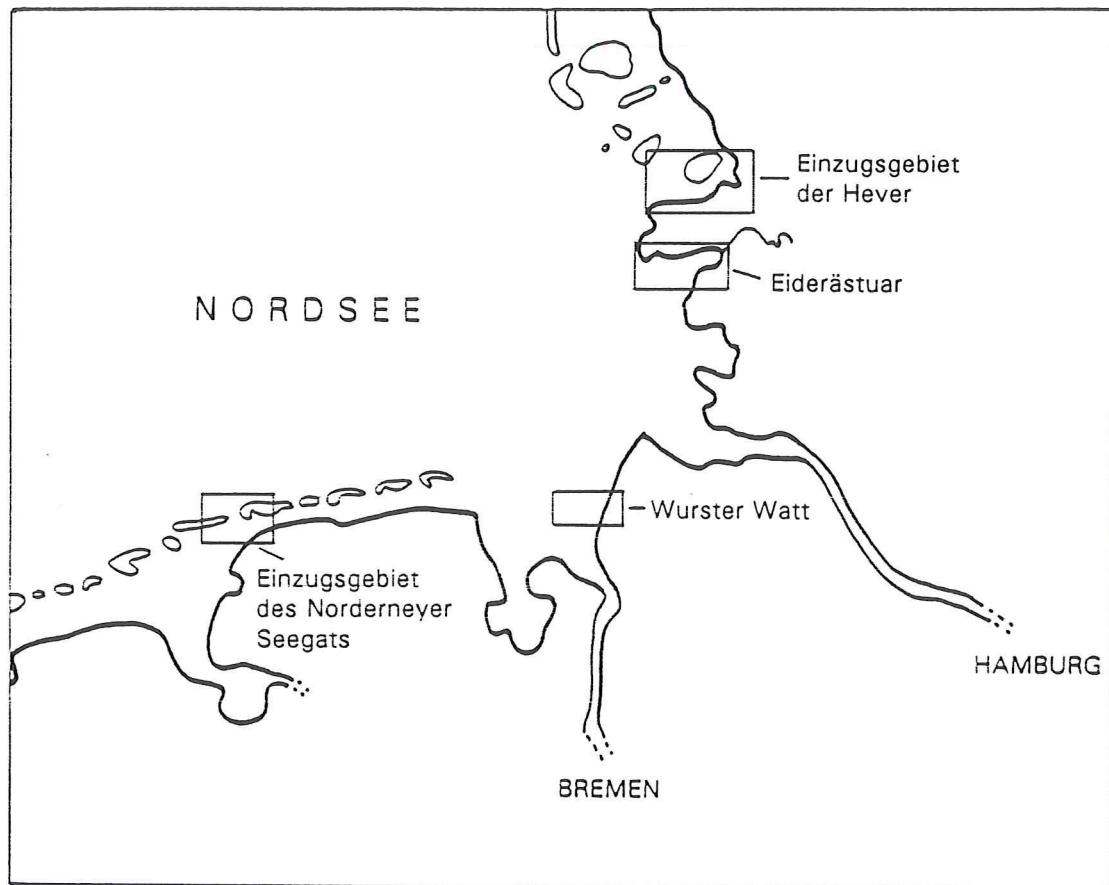 Einzugsgebiet
der Hever
Eiderästuar
NORDSEE
Wurster Watt
Einzugsgebiet
des Norderneyer
Seegats
HAMBURG
BREMEN